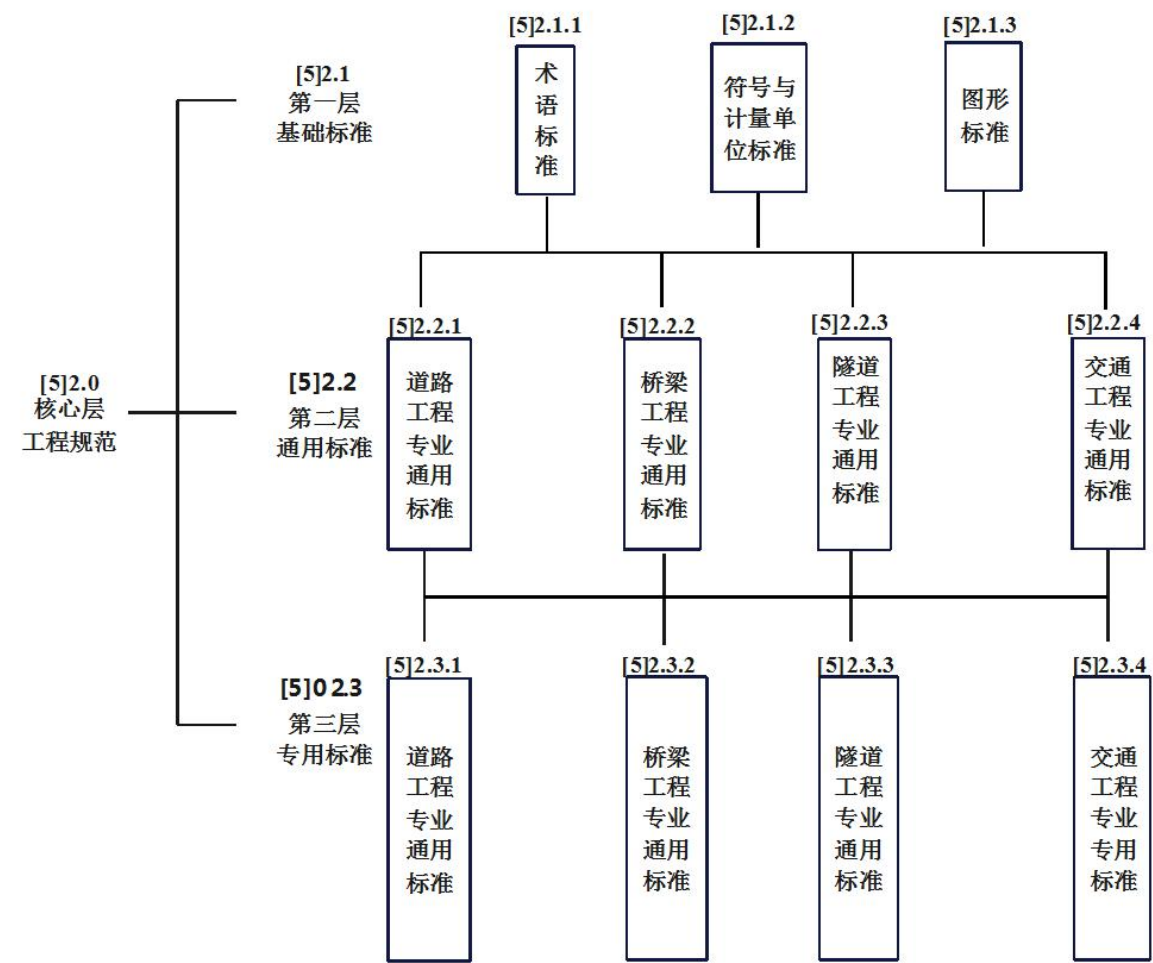 [5]2.1.1
[5]2.1.2
[5]2.1.3
[5]2.1
第一层
基础标准
术
语
标
准
符号与
计量单
位标准
图形
标准
[5]2.0
核心层
工程规范
[5]2.2
第二层
通用标准
[5]2.2.1
道路
工程
专业
通用
标准
[5]2.2.2
桥梁
工程
专业
通用
标准
[5]2.2.3
隧道
工程
专业
通用
标准
[5]2.2.4
交通
工程
专业
通用
标准
[5]02.3
第三层
专用标准
[5]2.3.1
道路
工程
专业
通用
标准
[5]2.3.2
桥梁
工程
专业
通用
标准
[5]2.3.3
隧道
工程
专业
通用
标准
[5]2.3.4
交通
工程
专业
专用
标准